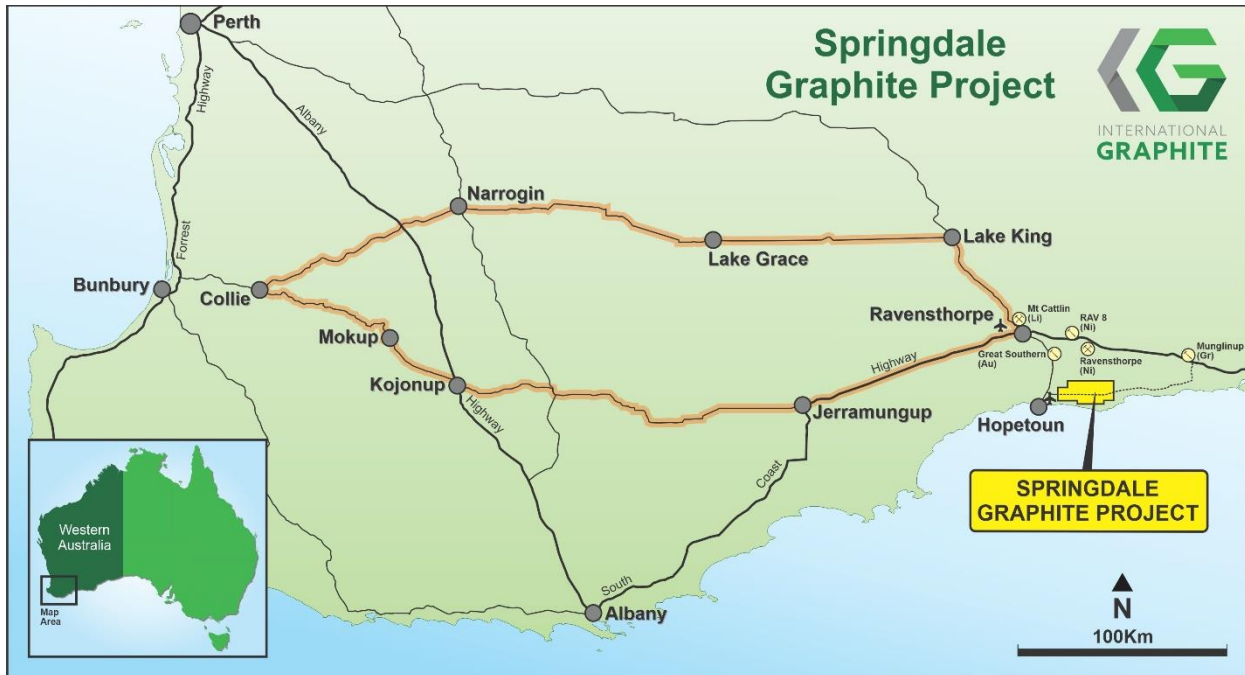 Springdale
Graphite Project
INTERNATIONAL
GRAPHITE
Perth
Highway
Albany
Forrest
Narrogin
Lake King
Lake Grace
Bunbury
Collie
Mokup
Kojonup
Highway
Ravensthorpe
Mt Cattlin
(Li)
RAV 8
(Ni)
Great Southern
(Au)
Ravensthorpe
(Ni)
Munglinup
(Gr)
Highway
Jerramungup
Hopetoun
Coast
South
Albany
SPRINGDALE
GRAPHITE PROJECT
Western
Australia
Map
Area
N
100Km